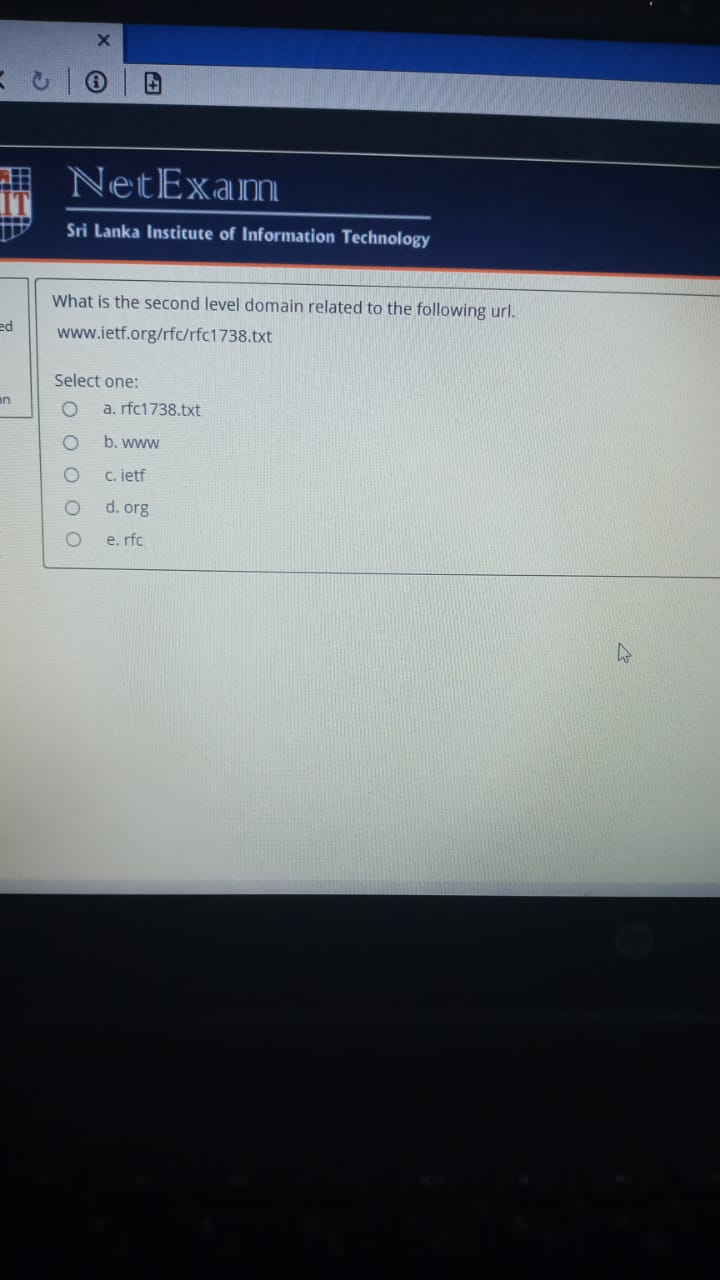 IT
NetExam
Sri Lanka Institute of Information Technology
ed
on
What is the second level domain related to the following url.
www.ietf.org/rfc/rfc1738.txt
Select one:
a. rfc1738.txt
b. www
c. ietf
d. org
e. rfc
hp